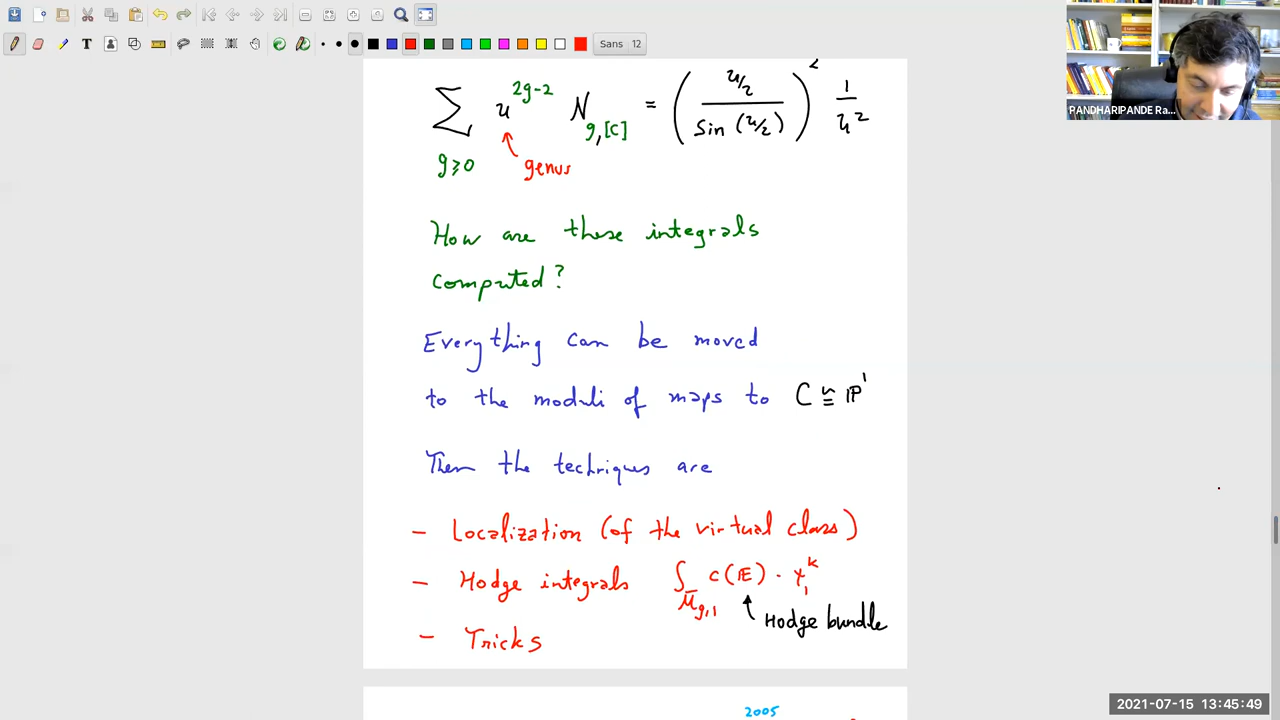 T Sans 12
PANDHARIPANDE Ra...
∑_{g≥0} u^{2g-2} N_{g,[C]} = ( (u/2) / sin(u/2) )^2 1/u^2
genus
How are these integrals
computed?
Everything can be moved
to the moduli of maps to C ≅ ℙ^1
Then the techniques are
- Localization (of the virtual class)
- Hodge integrals ∫_{M̄_{g,1}} c(𝔼) · ψ_1^k
Hodge bundle
- Tricks
2005
2021-07-15 13:45:49